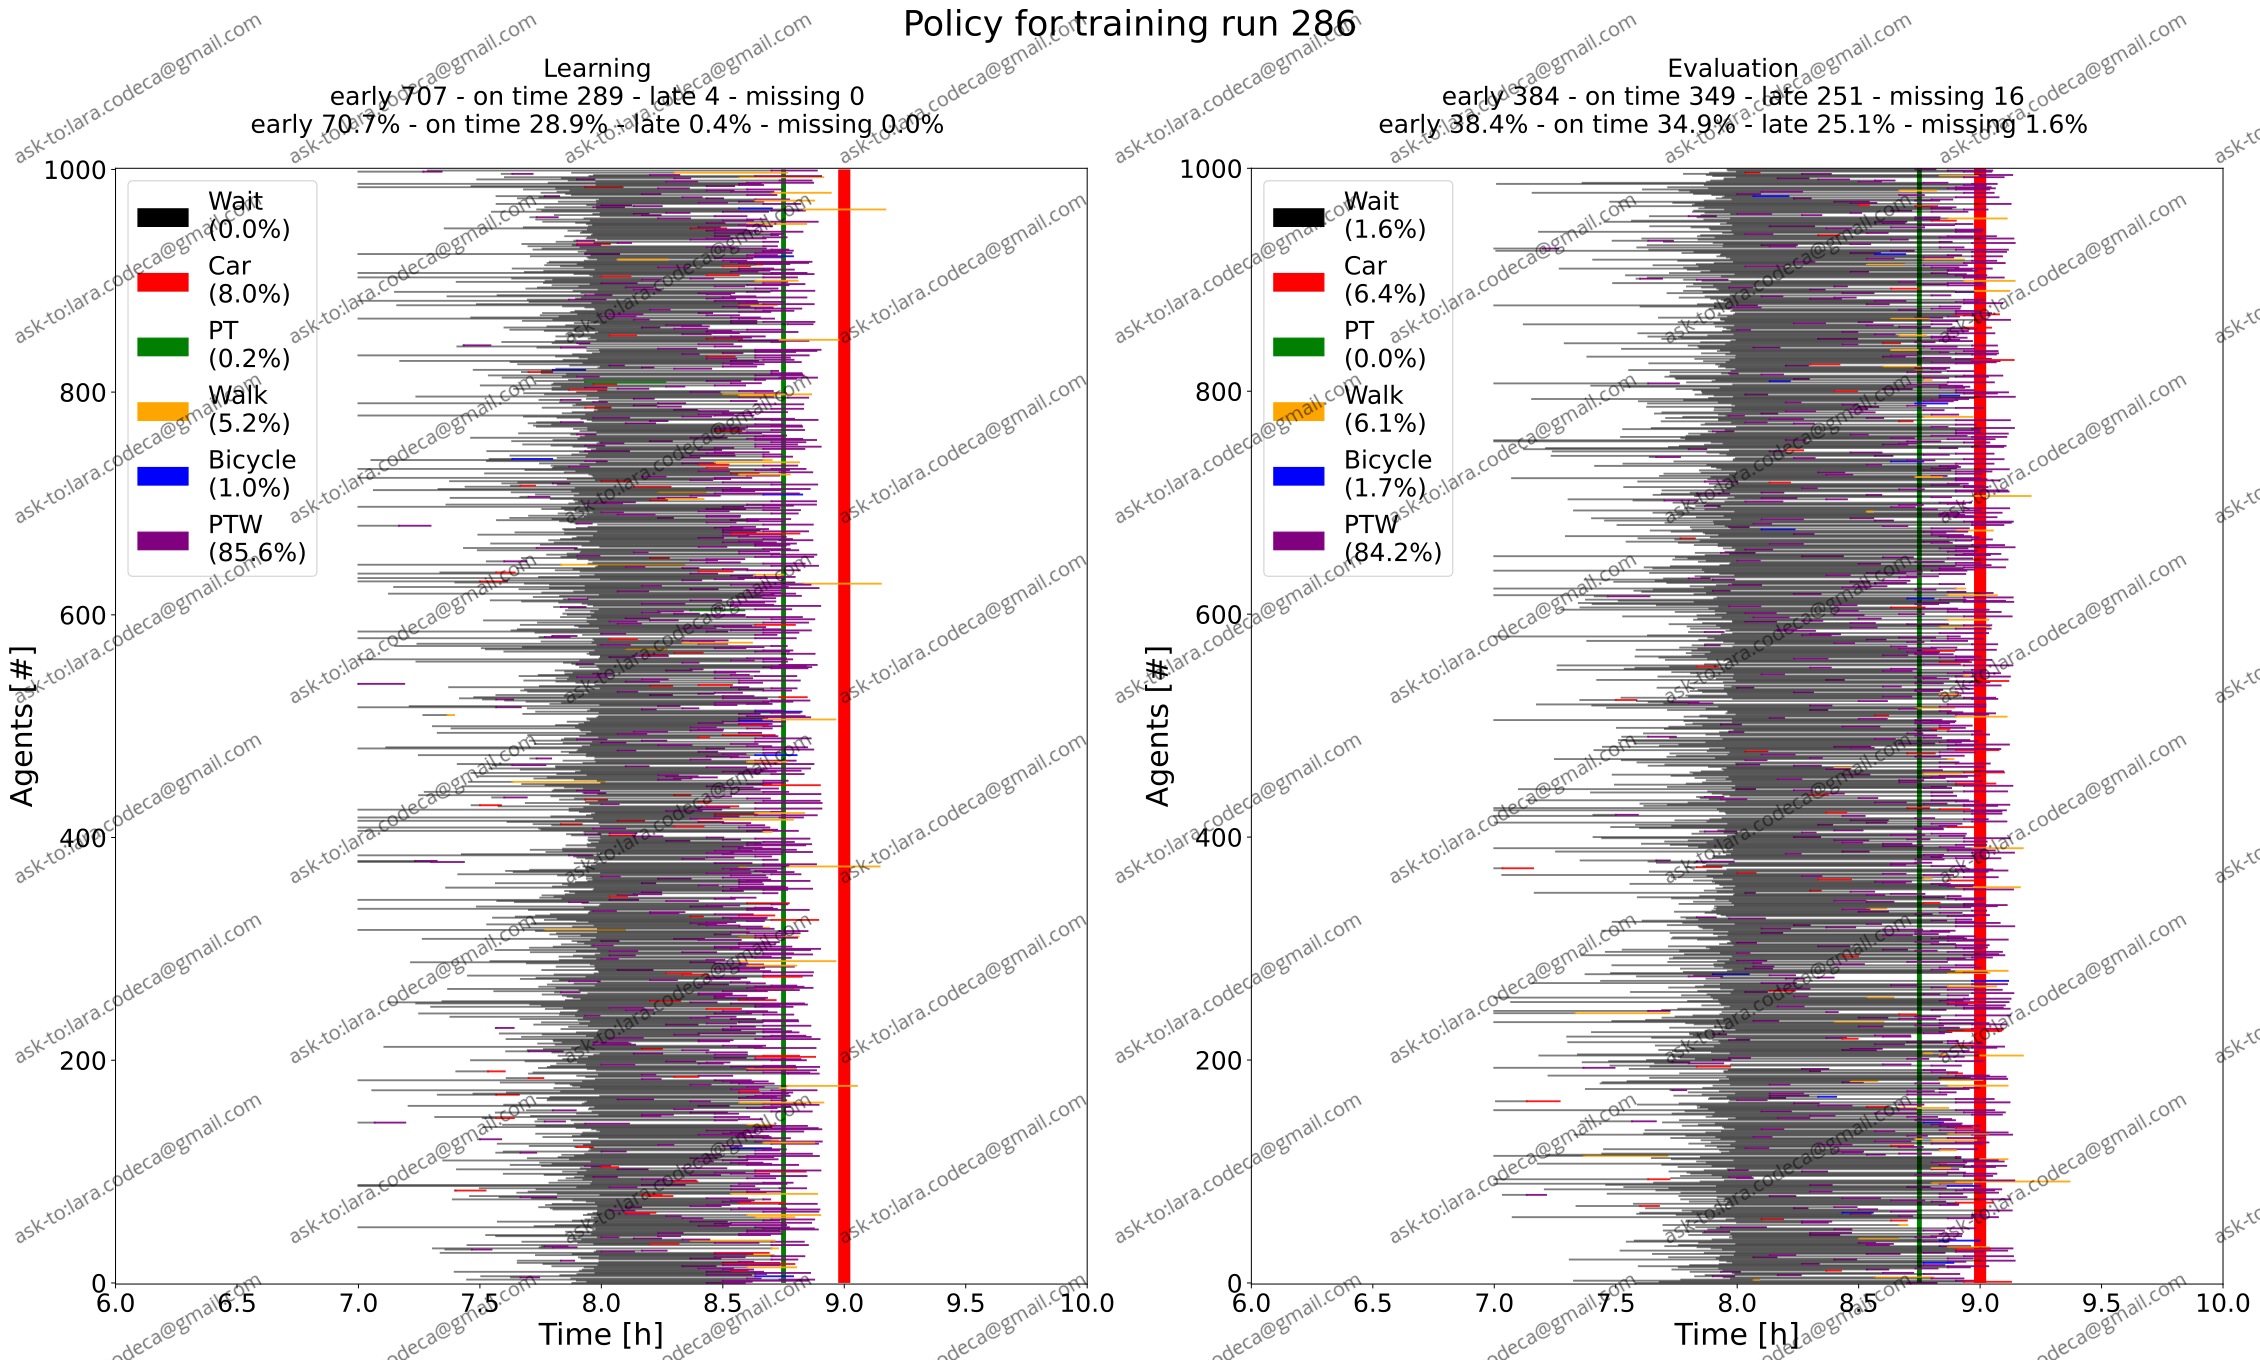 Policy for training run 286
Learning
early 707 - on time 289 - late 4 - missing 0
early 70.7% - on time 28.9% - late 0.4% - missing 0.0%
Agents [#]
1000
800
600
400
200
0
Wait
(0.0%)
Car
(8.0%)
PT
(0.2%)
Walk
(5.2%)
Bicycle
(1.0%)
PTW
(85.6%)
6.0 6.5 7.0 7.5 8.0 8.5 9.0 9.5 10.0
Time [h]
Evaluation
early 384 - on time 349 - late 251 - missing 16
early 38.4% - on time 34.9% - late 25.1% - missing 1.6%
Agents [#]
1000
800
600
400
200
0
Wait
(1.6%)
Car
(6.4%)
PT
(0.0%)
Walk
(6.1%)
Bicycle
(1.7%)
PTW
(84.2%)
6.0 6.5 7.0 7.5 8.0 8.5 9.0 9.5 10.0
Time [h]
ask-to:lara.codeca@gmail.com